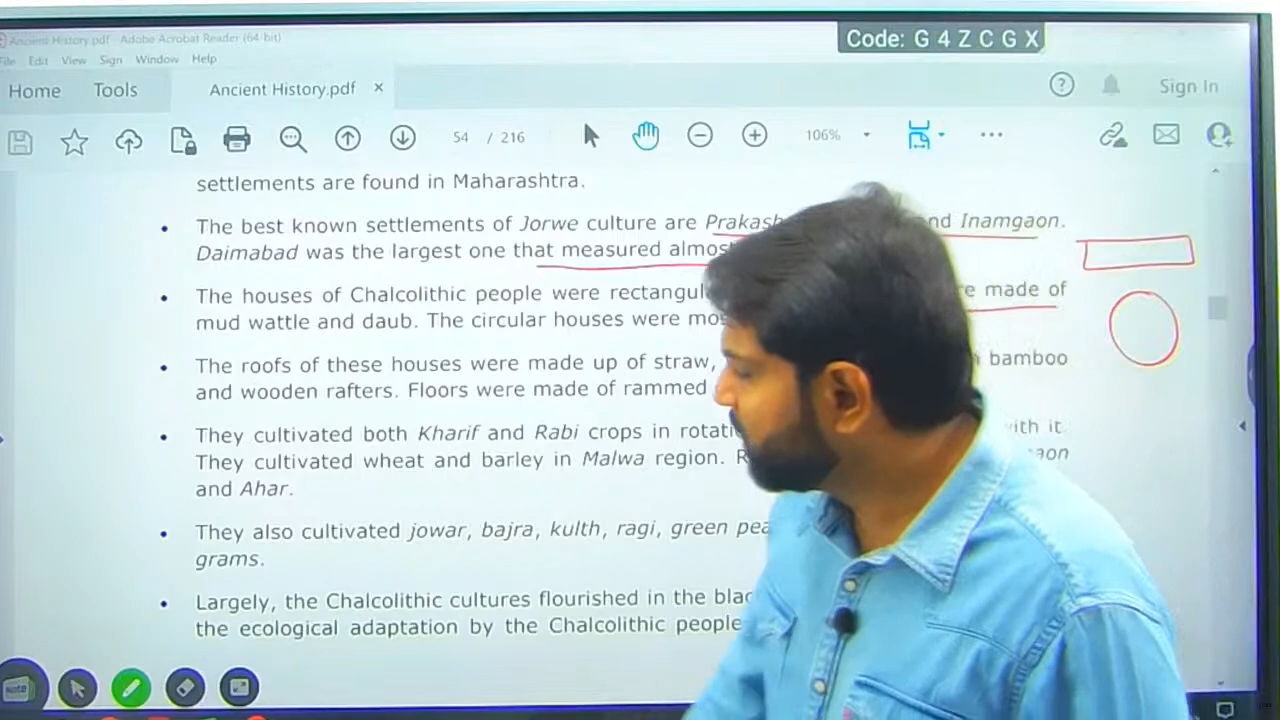 Code: G 4 Z C G X
Ancient History.pdf - Adobe Acrobat Reader (64-bit)
File Edit View Sign Window Help
Home Tools Ancient History.pdf × Sign In
54 / 216 106%
settlements are found in Maharashtra.
• The best known settlements of Jorwe culture are Prakash nd Inamgaon.
Daimabad was the largest one that measured almos
• The houses of Chalcolithic people were rectangul e made of
mud wattle and daub. The circular houses were mos
• The roofs of these houses were made up of straw, bamboo
and wooden rafters. Floors were made of rammed
• They cultivated both Kharif and Rabi crops in rotati with it.
They cultivated wheat and barley in Malwa region. R aon
and Ahar.
• They also cultivated jowar, bajra, kulth, ragi, green pea
grams.
• Largely, the Chalcolithic cultures flourished in the blac
the ecological adaptation by the Chalcolithic people
Note